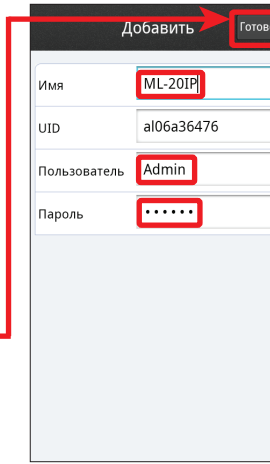 Добавить Готов
Имя ML-20IP
UID al06a36476
Пользователь Admin
Пароль ••••••